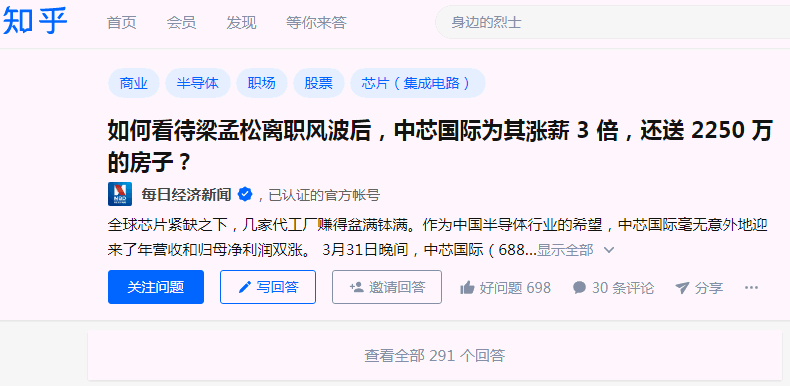 知乎 首页 会员 发现 等你来答 身边的烈士
商业 半导体 职场 股票 芯片（集成电路）
如何看待梁孟松离职风波后，中芯国际为其涨薪 3 倍，还送 2250 万
的房子？
每日经济新闻 ，已认证的官方帐号
全球芯片紧缺之下，几家代工厂赚得盆满钵满。作为中国半导体行业的希望，中芯国际毫无意外地迎
来了年营收和归母净利润双涨。 3月31日晚间，中芯国际（688...显示全部
关注问题 写回答 邀请回答 好问题 698 30 条评论 分享 ...
查看全部 291 个回答